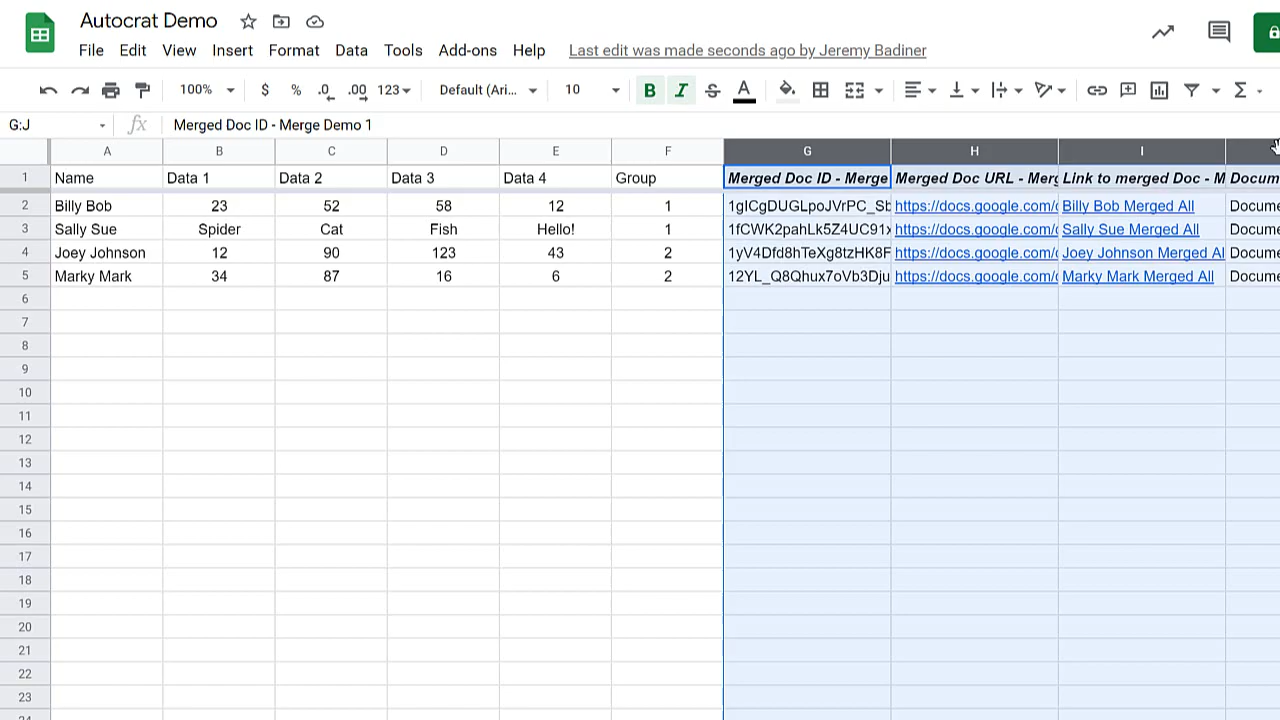 Autocrat Demo
File Edit View Insert Format Data Tools Add-ons Help Last edit was made seconds ago by Jeremy Badiner
100% $ % .0 .00 123 Default (Ari... 10 B I S A Σ
G:J fx Merged Doc ID - Merge Demo 1
A B C D E F G H I
1 Name Data 1 Data 2 Data 3 Data 4 Group Merged Doc ID - Merge Merged Doc URL - Merg Link to merged Doc - M Docum
2 Billy Bob 23 52 58 12 1 https://docs.google.com/ Billy Bob Merged All Docume
3 Sally Sue Spider Cat Fish Hello! 1 1fCWK2pahLk5Z4UC91x https://docs.google.com/ Sally Sue Merged All Docume
4 Joey Johnson 12 90 123 43 2 1yV4Dfd8hTeXg8tzHK8F https://docs.google.com/ Joey Johnson Merged Al Docume
5 Marky Mark 34 87 16 6 2 12YL_Q8Qhux7oVb3Dju https://docs.google.com/ Marky Mark Merged All Docume
6
7
8
9
10
11
12
13
14
15
16
17
18
19
20
21
22
23